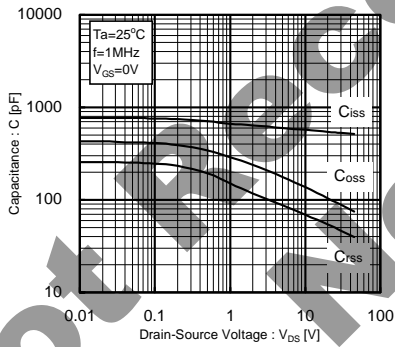 10000
Ta=25°C
f=1MHz
VGS=0V
1000
Ciss
Capacitance : C [pF]
Coss
100
Crss
10
0.01 0.1 1 10 100
Drain-Source Voltage : VDS [V]